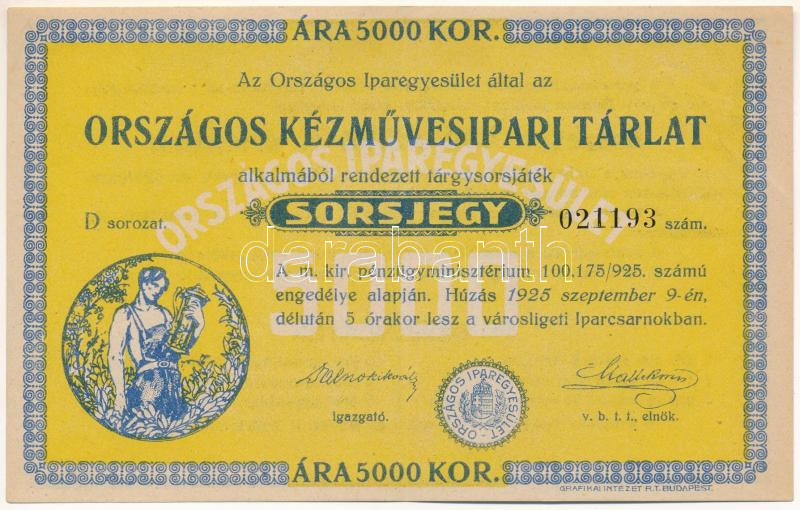 ÁRA 5000 KOR.
Az Országos Iparegyesület által az
ORSZÁGOS KÉZMŰVESIPARI TÁRLAT
alkalmából rendezett tárgysorsjáték
ORSZÁGOS IPAREGYESÜLET
D sorozat.
SORSJEGY
021193 szám.
5000
A m. kir. pénzügyminisztérium 100.175/925. számú
engedélye alapján. Húzás 1925 szeptember 9-én,
délután 5 órakor lesz a városligeti Iparcsarnokban.
igazgató.
ORSZÁGOS IPAREGYESÜLET
v. b. t. t., elnök.
ÁRA 5000 KOR.
GRAFIKAI INTÉZET R.T. BUDAPEST.
darabanth